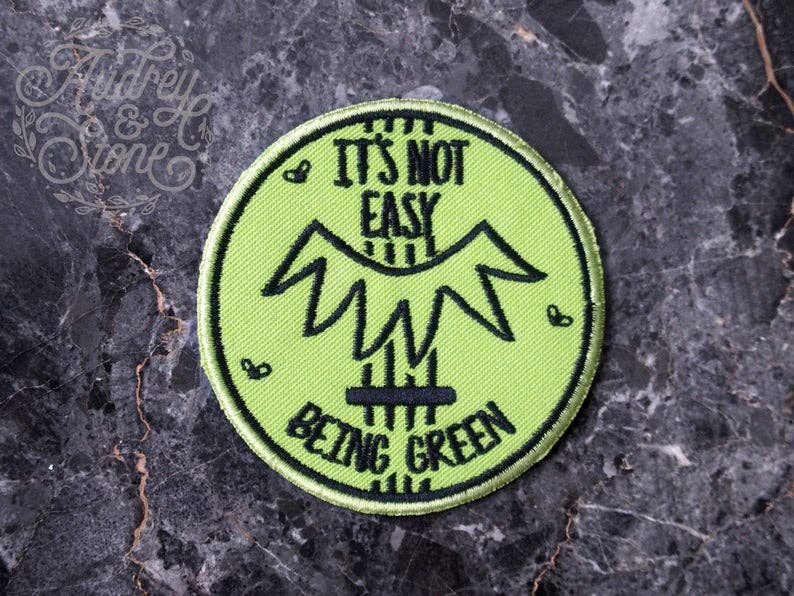 Audrey
&
Stone
IT'S NOT
EASY
BEING GREEN